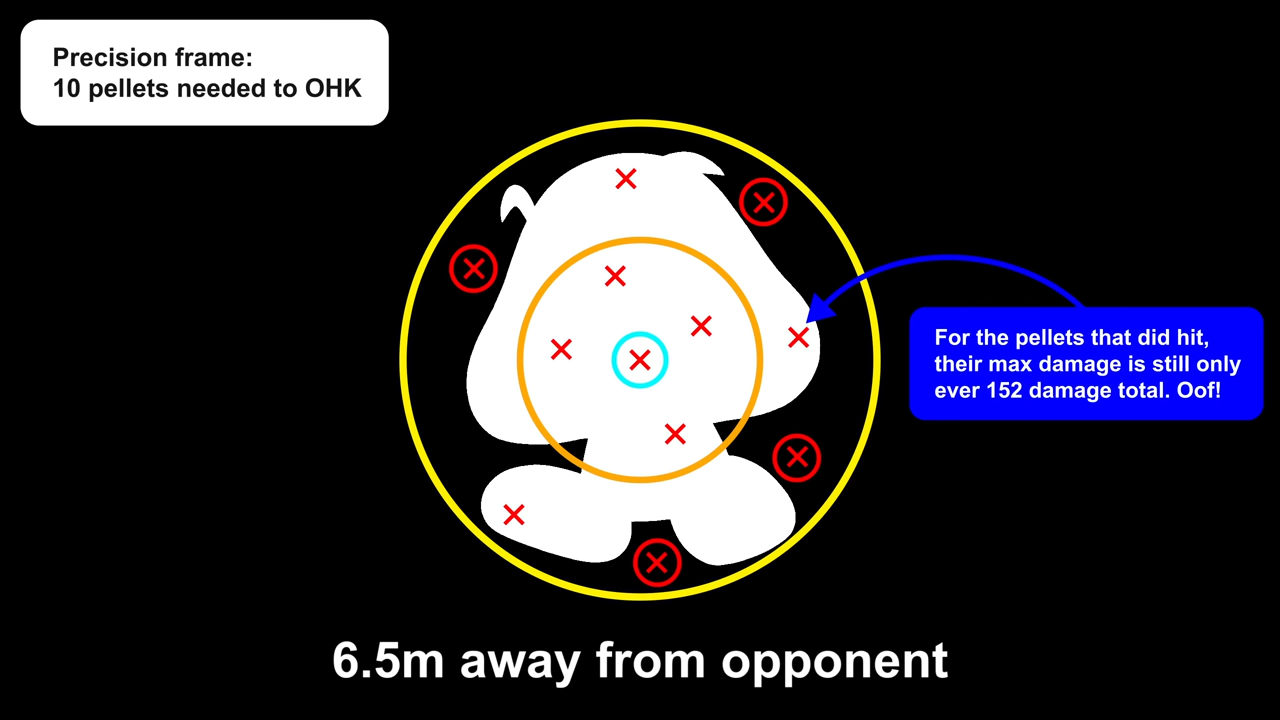 Precision frame:
10 pellets needed to OHK
For the pellets that did hit,
their max damage is still only
ever 152 damage total. Oof!
6.5m away from opponent